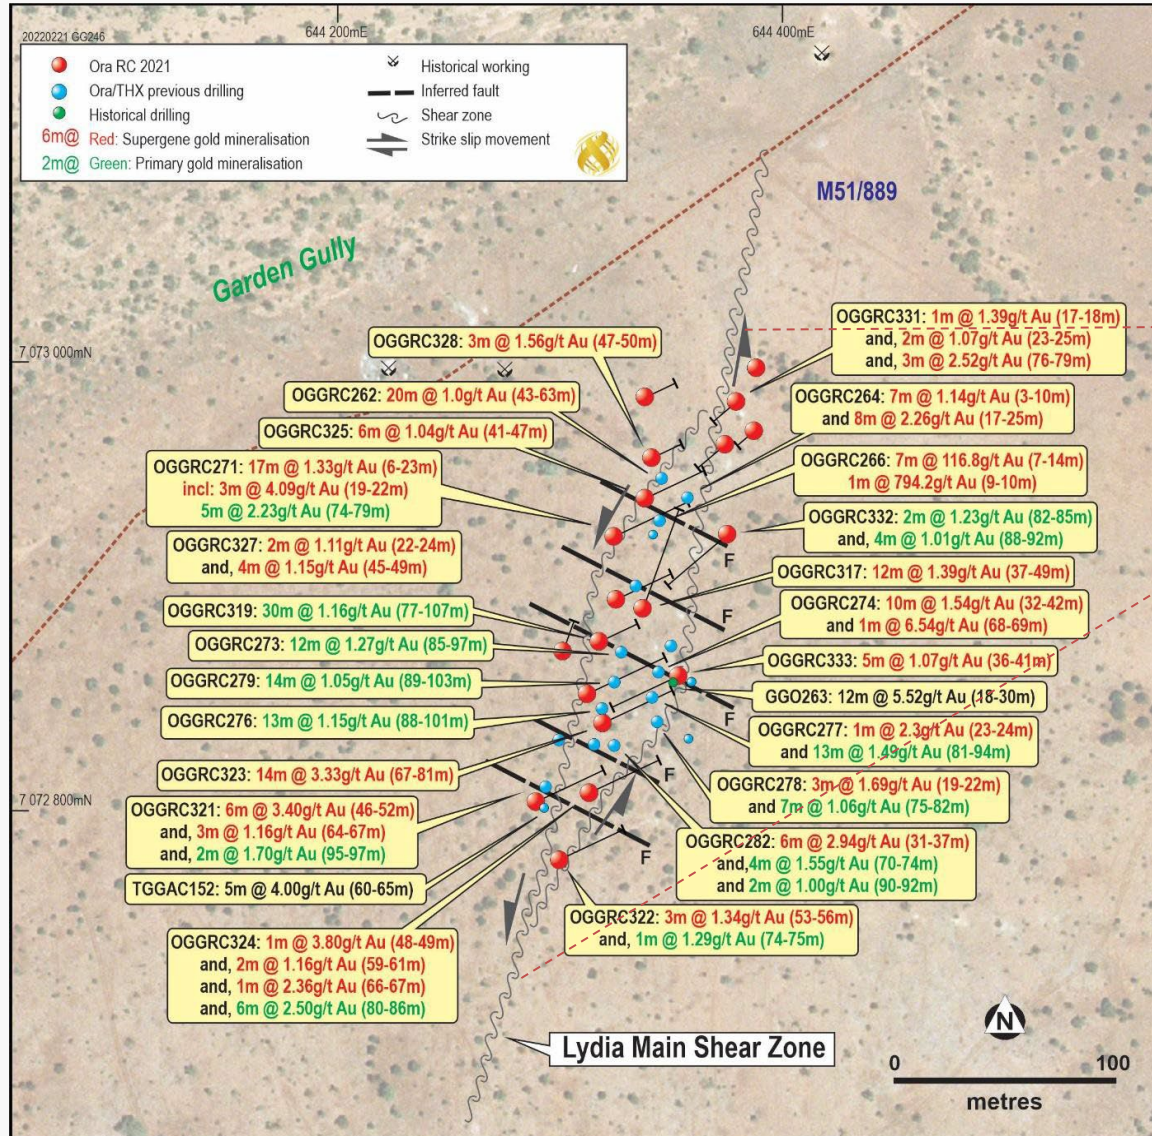 644 200mE
644 400mE
20220221 GG246
Ora RC 2021
Ora/THX previous drilling
Historical drilling
6m@ Red: Supergene gold mineralisation
2m@ Green: Primary gold mineralisation
Historical working
Inferred fault
Shear zone
Strike slip movement
M51/889
Garden Gully
7 073 000mN
OGGRC328: 3m @ 1.56g/t Au (47-50m)
OGGRC262: 20m @ 1.0g/t Au (43-63m)
OGGRC325: 6m @ 1.04g/t Au (41-47m)
OGGRC271: 17m @ 1.33g/t Au (6-23m)
incl: 3m @ 4.09g/t Au (19-22m)
5m @ 2.23g/t Au (74-79m)
OGGRC327: 2m @ 1.11g/t Au (22-24m)
and, 4m @ 1.15g/t Au (45-49m)
OGGRC319: 30m @ 1.16g/t Au (77-107m)
OGGRC273: 12m @ 1.27g/t Au (85-97m)
OGGRC279: 14m @ 1.05g/t Au (89-103m)
OGGRC276: 13m @ 1.15g/t Au (88-101m)
OGGRC323: 14m @ 3.33g/t Au (67-81m)
7 072 800mN
OGGRC321: 6m @ 3.40g/t Au (46-52m)
and, 3m @ 1.16g/t Au (64-67m)
and, 2m @ 1.70g/t Au (95-97m)
TGGAC152: 5m @ 4.00g/t Au (60-65m)
OGGRC324: 1m @ 3.80g/t Au (48-49m)
and, 2m @ 1.16g/t Au (59-61m)
and, 1m @ 2.36g/t Au (66-67m)
and, 6m @ 2.50g/t Au (80-86m)
OGGRC331: 1m @ 1.39g/t Au (17-18m)
and, 2m @ 1.07g/t Au (23-25m)
and, 3m @ 2.52g/t Au (76-79m)
OGGRC264: 7m @ 1.14g/t Au (3-10m)
and 8m @ 2.26g/t Au (17-25m)
OGGRC266: 7m @ 116.8g/t Au (7-14m)
1m @ 794.2g/t Au (9-10m)
OGGRC332: 2m @ 1.23g/t Au (82-85m)
and, 4m @ 1.01g/t Au (88-92m)
F
OGGRC317: 12m @ 1.39g/t Au (37-49m)
OGGRC274: 10m @ 1.54g/t Au (32-42m)
and 1m @ 6.54g/t Au (68-69m)
F
OGGRC333: 5m @ 1.07g/t Au (36-41m)
GGO263: 12m @ 5.52g/t Au (18-30m)
F
OGGRC277: 1m @ 2.3g/t Au (23-24m)
and 13m @ 1.49g/t Au (81-94m)
F
OGGRC278: 3m @ 1.69g/t Au (19-22m)
and 7m @ 1.06g/t Au (75-82m)
F
OGGRC282: 6m @ 2.94g/t Au (31-37m)
and,4m @ 1.55g/t Au (70-74m)
and 2m @ 1.00g/t Au (90-92m)
OGGRC322: 3m @ 1.34g/t Au (53-56m)
and, 1m @ 1.29g/t Au (74-75m)
Lydia Main Shear Zone
N
0 100
metres